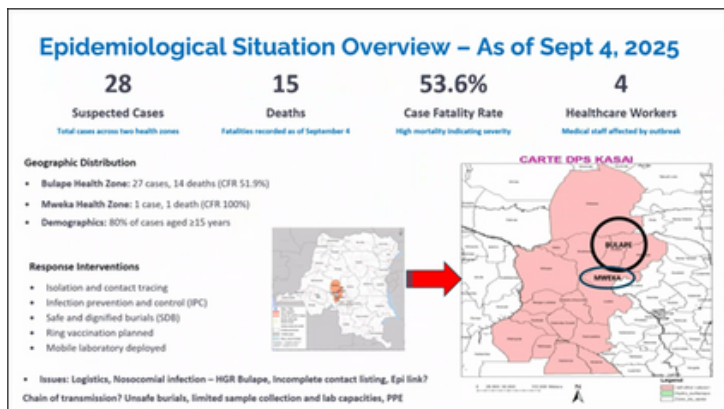 Epidemiological Situation Overview – As of Sept 4, 2025
28
15
53.6%
4
Suspected Cases
Deaths
Case Fatality Rate
Healthcare Workers
Total cases across two health zones
Fatalities recorded as of September 4
High mortality indicating severity
Medical staff affected by outbreak
Geographic Distribution
• Bulape Health Zone: 27 cases, 14 deaths (CFR 51.9%)
• Mweka Health Zone: 1 case, 1 death (CFR 100%)
• Demographics: 80% of cases aged ≥15 years
CARTE DPS KASAI
BULAPE
MWEKA
Response Interventions
• Isolation and contact tracing
• Infection prevention and control (IPC)
• Safe and dignified burials (SDB)
• Ring vaccination planned
• Mobile laboratory deployed
• Issues: Logistics, Nosocomial infection – HGR Bulape, Incomplete contact listing, Epi link?
Chain of transmission? Unsafe burials, limited sample collection and lab capacities, PPE